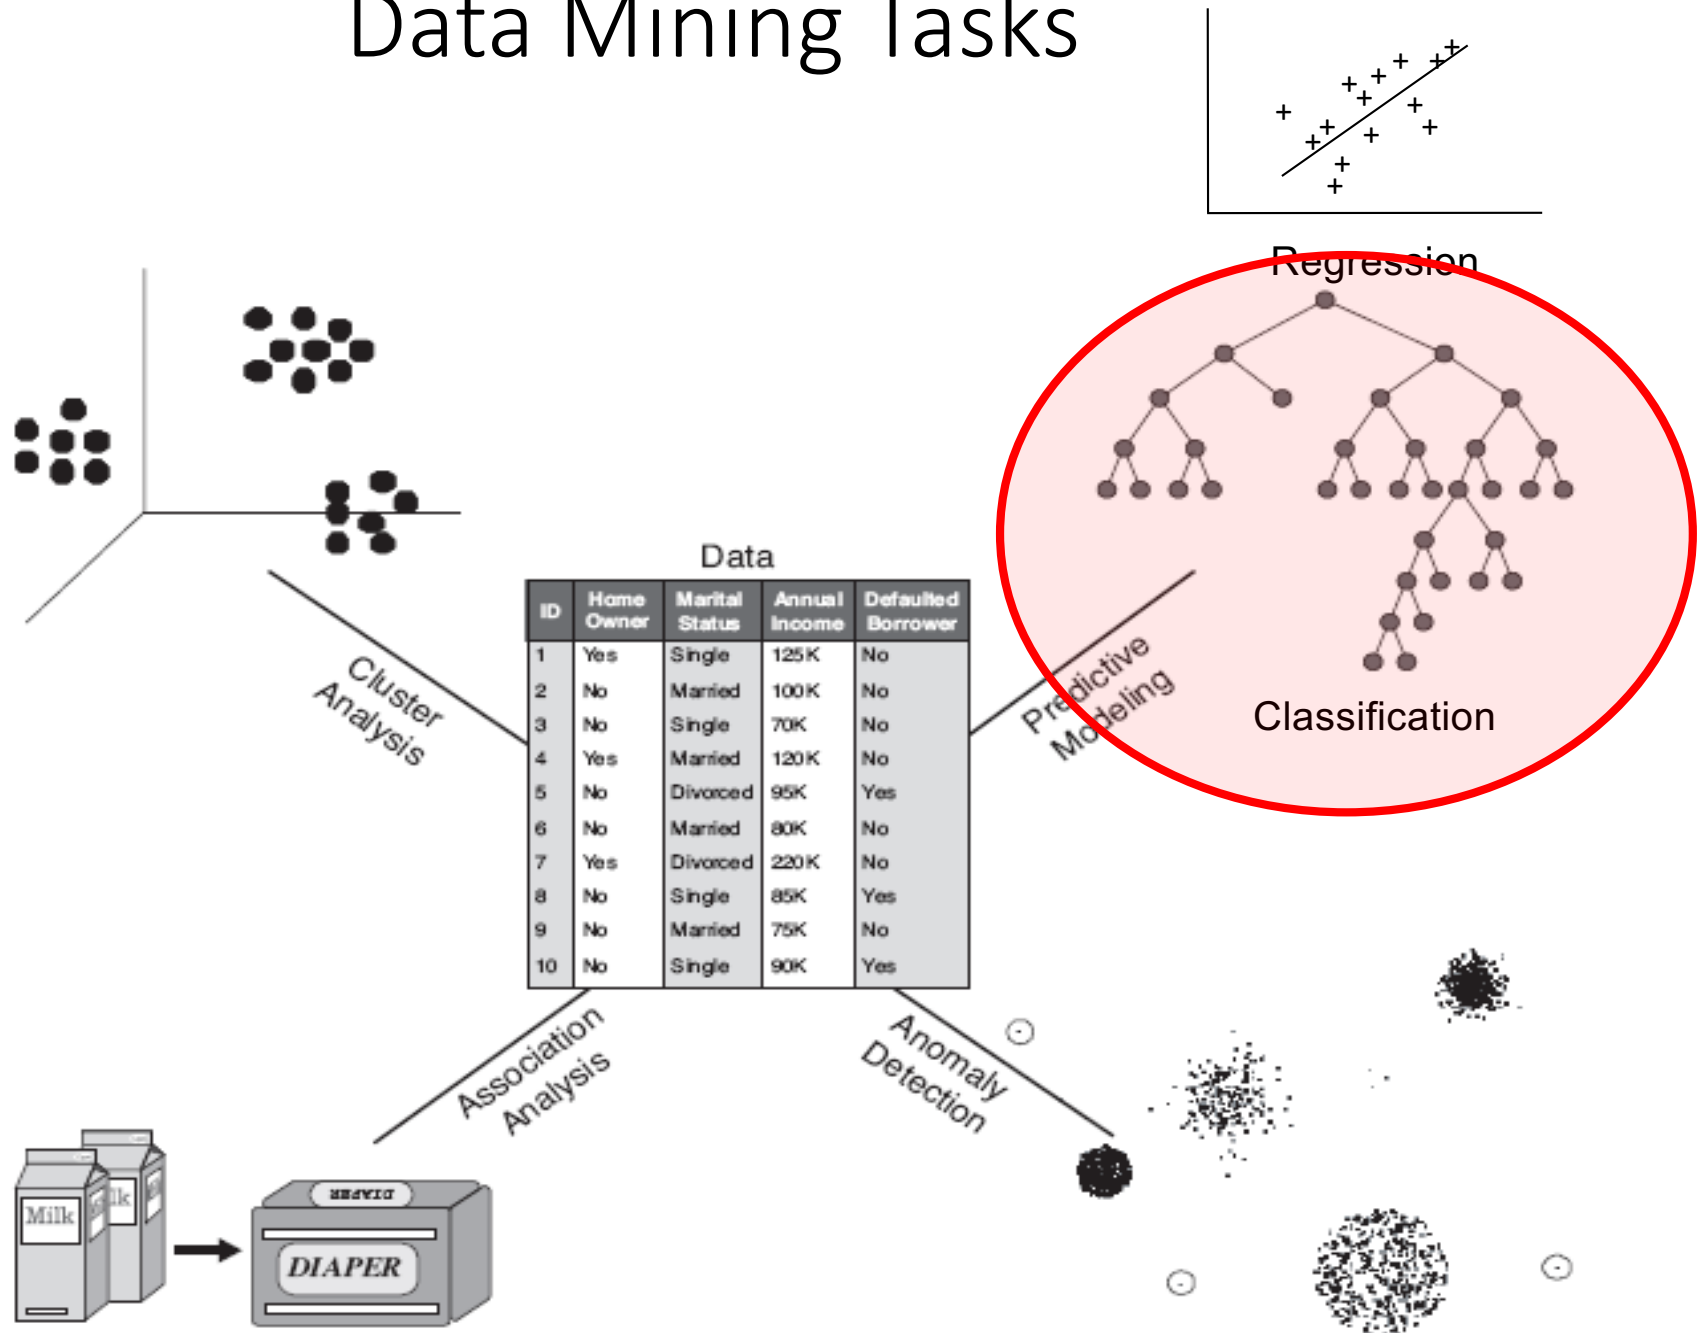 Data Mining Tasks
Regression
Classification
Predictive
Modeling
Cluster
Analysis
Data
ID Home Owner Marital Status Annual Income Defaulted Borrower
1 Yes Single 125K No
2 No Married 100K No
3 No Single 70K No
4 Yes Married 120K No
5 No Divorced 95K Yes
6 No Married 80K No
7 Yes Divorced 220K No
8 No Single 85K Yes
9 No Married 75K No
10 No Single 90K Yes
Association
Analysis
Anomaly
Detection
Milk
lk
DIAPER
DIAPER